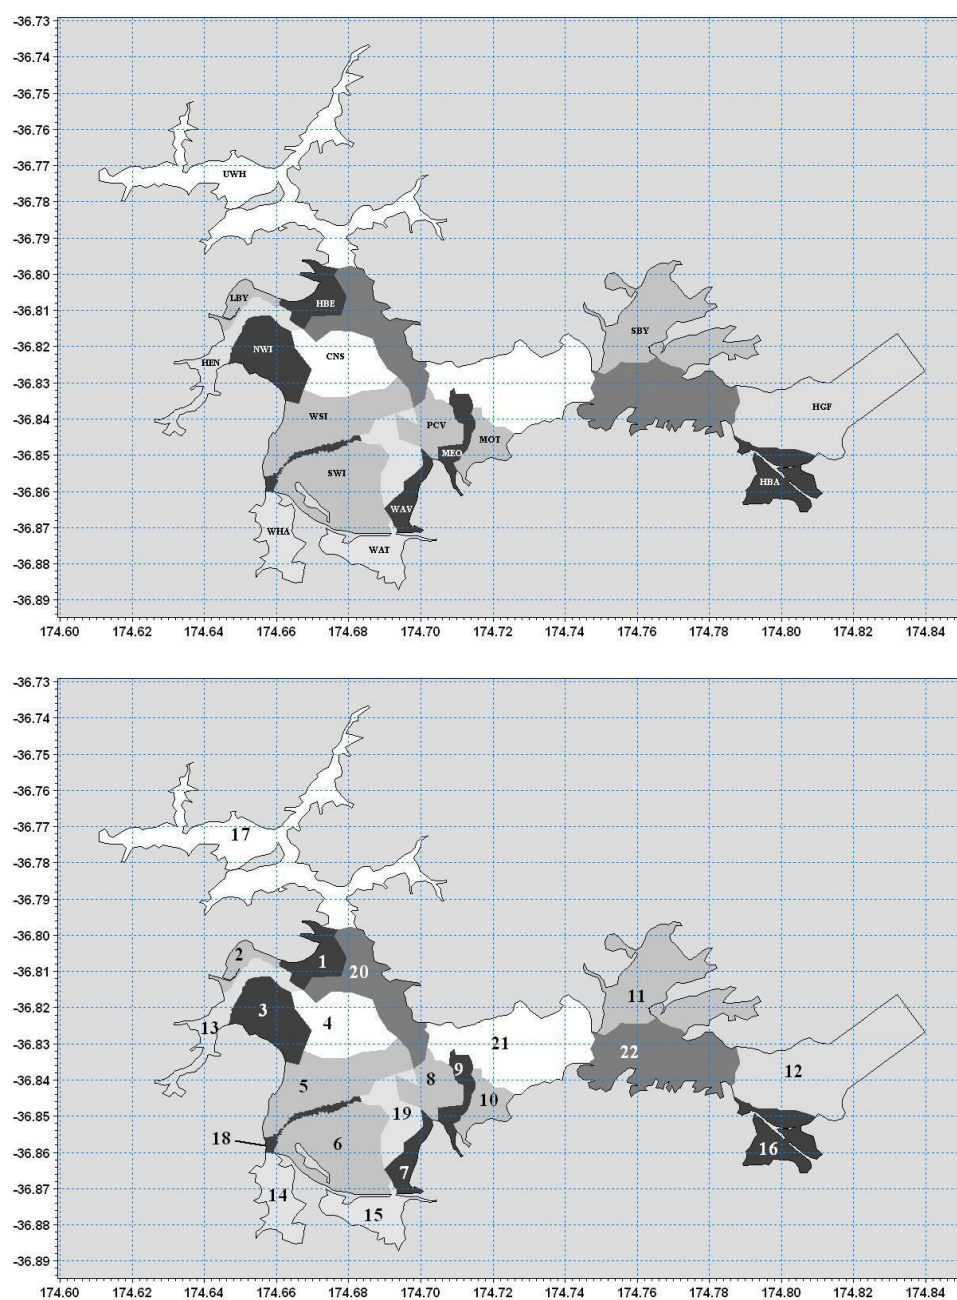 -36.73
-36.74
-36.75
-36.76
-36.77
UWH
-36.78
-36.79
-36.80
LBY
HBE
-36.81
SBY
-36.82
NWI
CNS
HEN
-36.83
HGF
-36.84
WSI
PCV
MOT
-36.85
MEO
SWI
-36.86
HBA
WAV
-36.87
WHA
WAT
-36.88
-36.89
174.60 174.62 174.64 174.66 174.68 174.70 174.72 174.74 174.76 174.78 174.80 174.82 174.84
-36.73
-36.74
-36.75
-36.76
-36.77
17
-36.78
-36.79
-36.80
2
1
20
-36.81
11
-36.82
3
4
13
-36.83
21
22
9
12
-36.84
5
8
10
-36.85
19
18
6
16
-36.86
7
-36.87
14
15
-36.88
-36.89
174.60 174.62 174.64 174.66 174.68 174.70 174.72 174.74 174.76 174.78 174.80 174.82 174.84